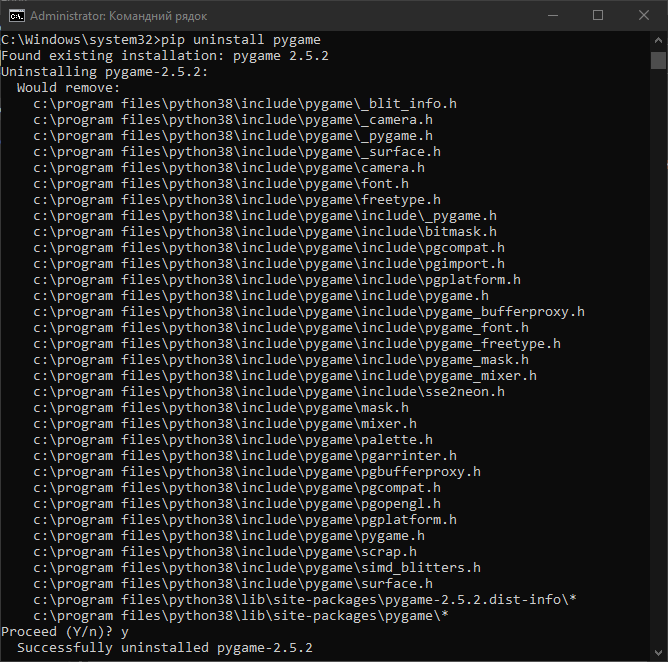 Administrator: Командний рядок
C:\Windows\system32>pip uninstall pygame
Found existing installation: pygame 2.5.2
Uninstalling pygame-2.5.2:
  Would remove:
    c:\program files\python38\include\pygame\_blit_info.h
    c:\program files\python38\include\pygame\_camera.h
    c:\program files\python38\include\pygame\_pygame.h
    c:\program files\python38\include\pygame\_surface.h
    c:\program files\python38\include\pygame\camera.h
    c:\program files\python38\include\pygame\font.h
    c:\program files\python38\include\pygame\freetype.h
    c:\program files\python38\include\pygame\include\_pygame.h
    c:\program files\python38\include\pygame\include\bitmask.h
    c:\program files\python38\include\pygame\include\pgcompat.h
    c:\program files\python38\include\pygame\include\pgimport.h
    c:\program files\python38\include\pygame\include\pgplatform.h
    c:\program files\python38\include\pygame\include\pygame.h
    c:\program files\python38\include\pygame\include\pygame_bufferproxy.h
    c:\program files\python38\include\pygame\include\pygame_font.h
    c:\program files\python38\include\pygame\include\pygame_freetype.h
    c:\program files\python38\include\pygame\include\pygame_mask.h
    c:\program files\python38\include\pygame\include\pygame_mixer.h
    c:\program files\python38\include\pygame\include\sse2neon.h
    c:\program files\python38\include\pygame\mask.h
    c:\program files\python38\include\pygame\mixer.h
    c:\program files\python38\include\pygame\palette.h
    c:\program files\python38\include\pygame\pgarrinter.h
    c:\program files\python38\include\pygame\pgbufferproxy.h
    c:\program files\python38\include\pygame\pgcompat.h
    c:\program files\python38\include\pygame\pgopengl.h
    c:\program files\python38\include\pygame\pgplatform.h
    c:\program files\python38\include\pygame\pygame.h
    c:\program files\python38\include\pygame\scrap.h
    c:\program files\python38\include\pygame\simd_blitters.h
    c:\program files\python38\include\pygame\surface.h
    c:\program files\python38\lib\site-packages\pygame-2.5.2.dist-info\*
    c:\program files\python38\lib\site-packages\pygame\*
Proceed (Y/n)? y
  Successfully uninstalled pygame-2.5.2